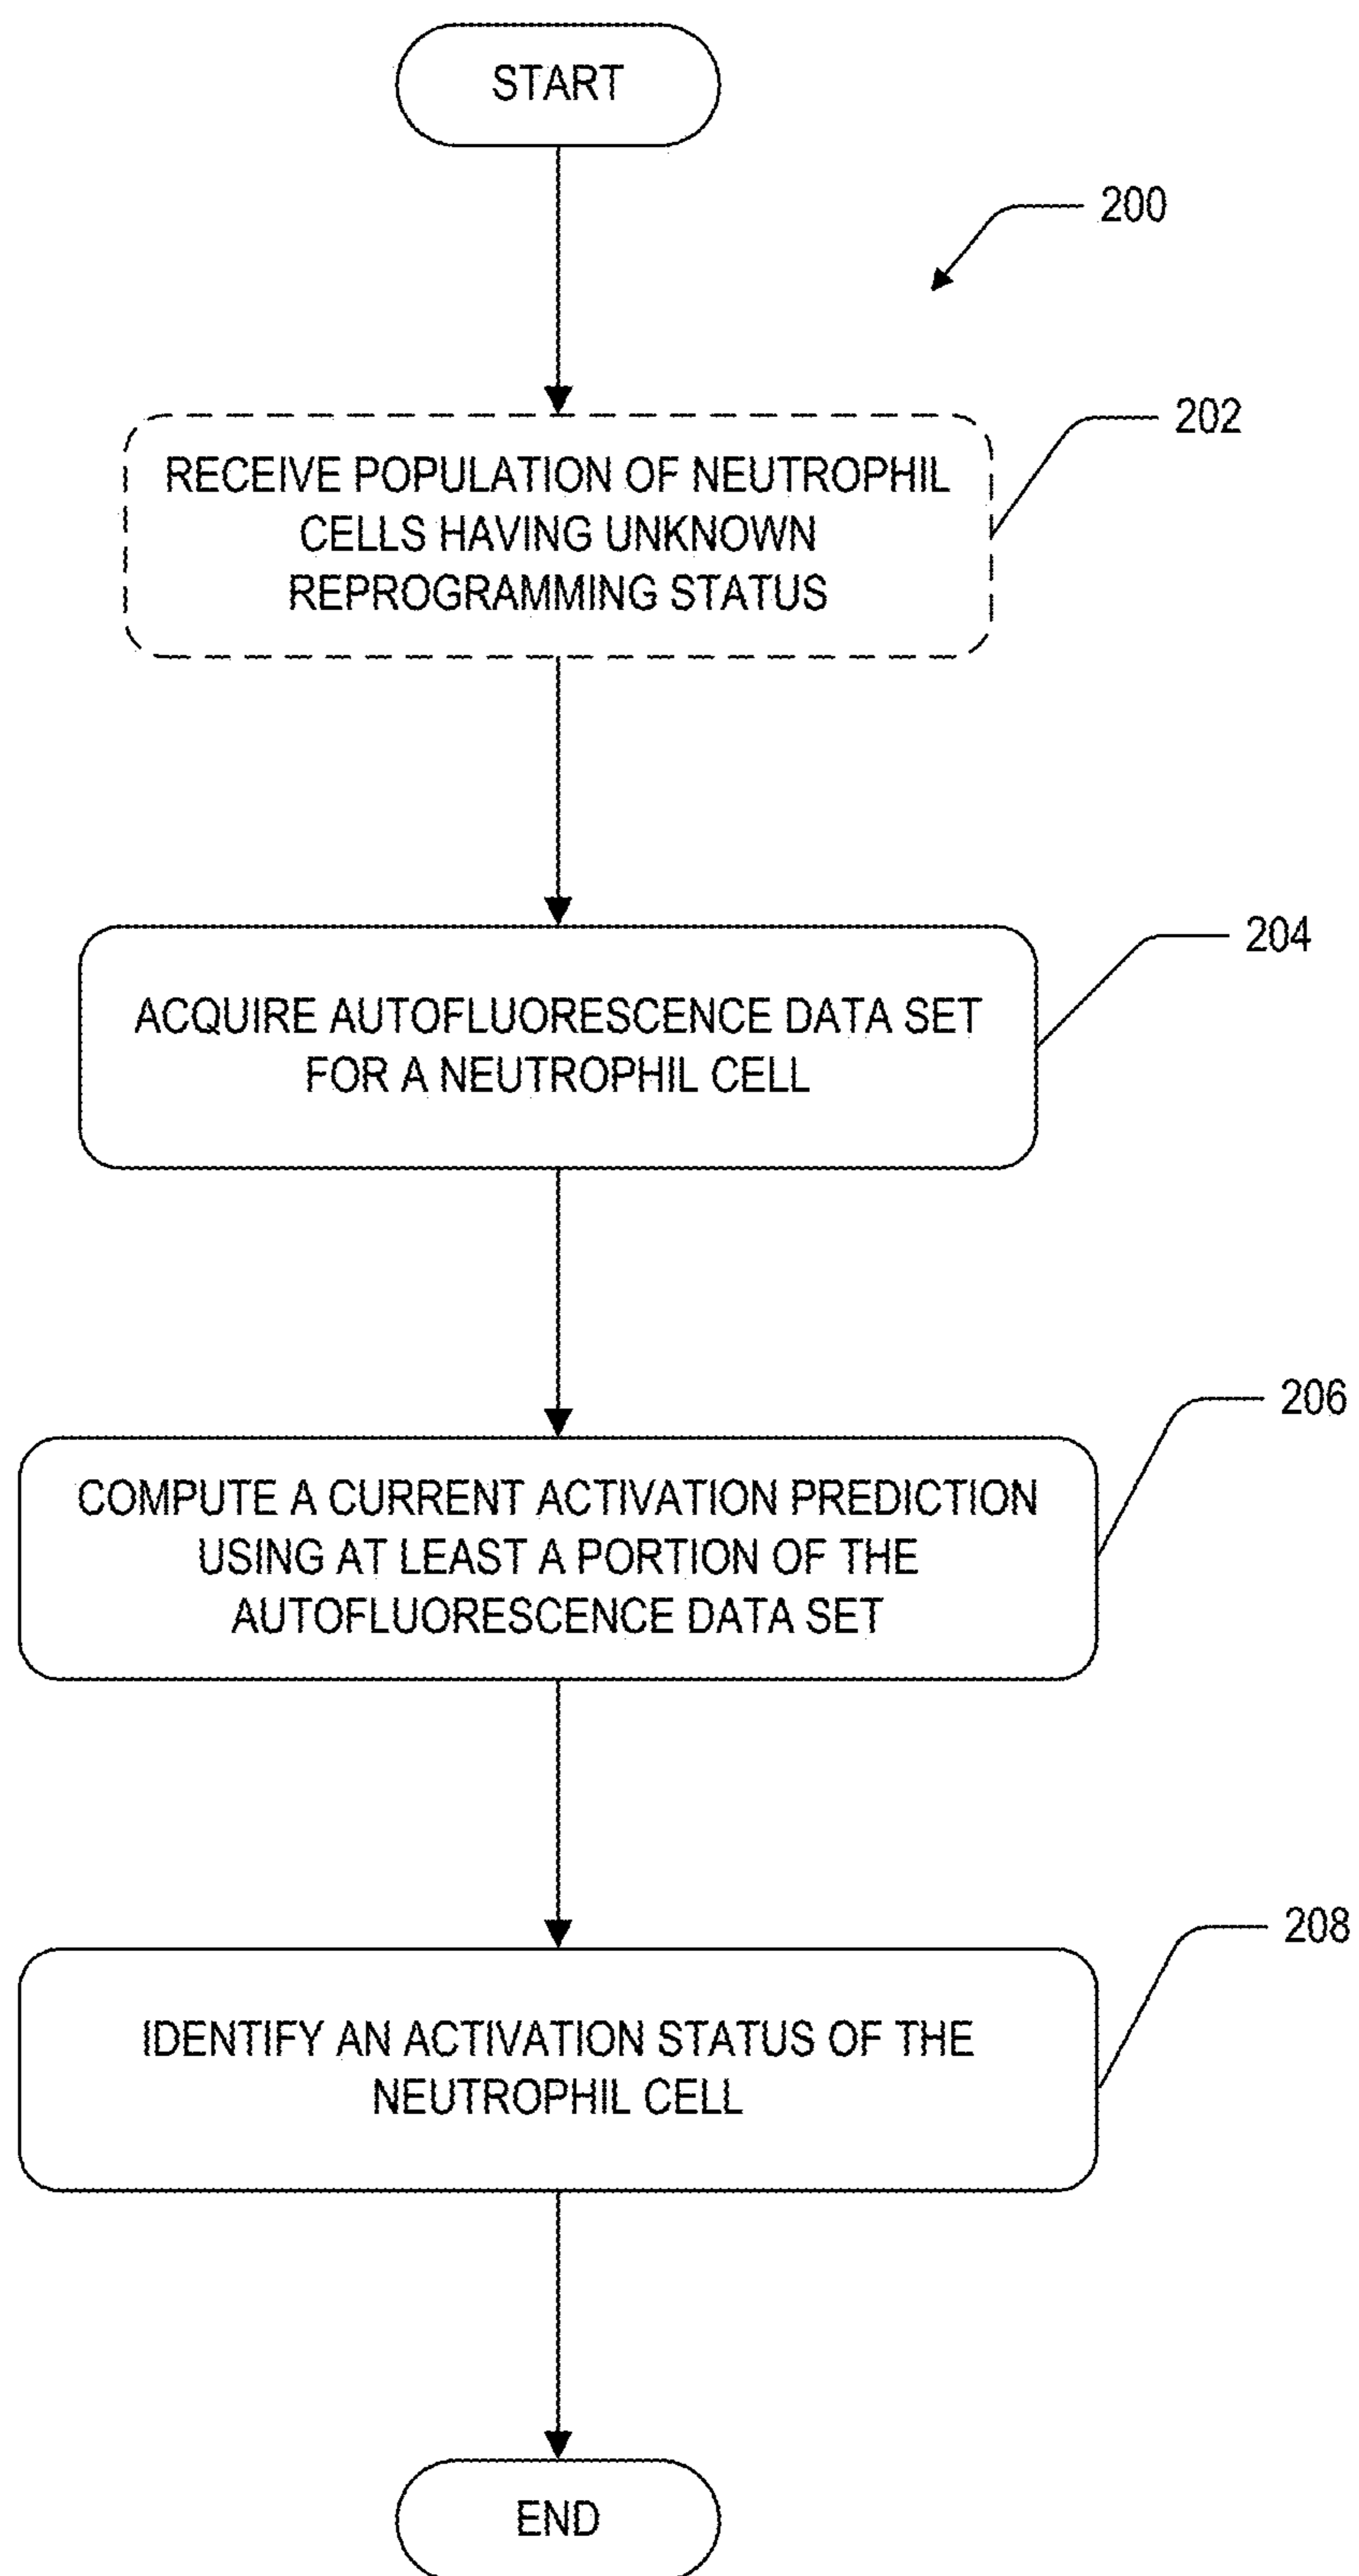 START
200
202
RECEIVE POPULATION OF NEUTROPHIL
CELLS HAVING UNKNOWN
REPROGRAMMING STATUS
204
ACQUIRE AUTOFLUORESCENCE DATA SET
FOR A NEUTROPHIL CELL
206
COMPUTE A CURRENT ACTIVATION PREDICTION
USING AT LEAST A PORTION OF THE
AUTOFLUORESCENCE DATA SET
208
IDENTIFY AN ACTIVATION STATUS OF THE
NEUTROPHIL CELL
END